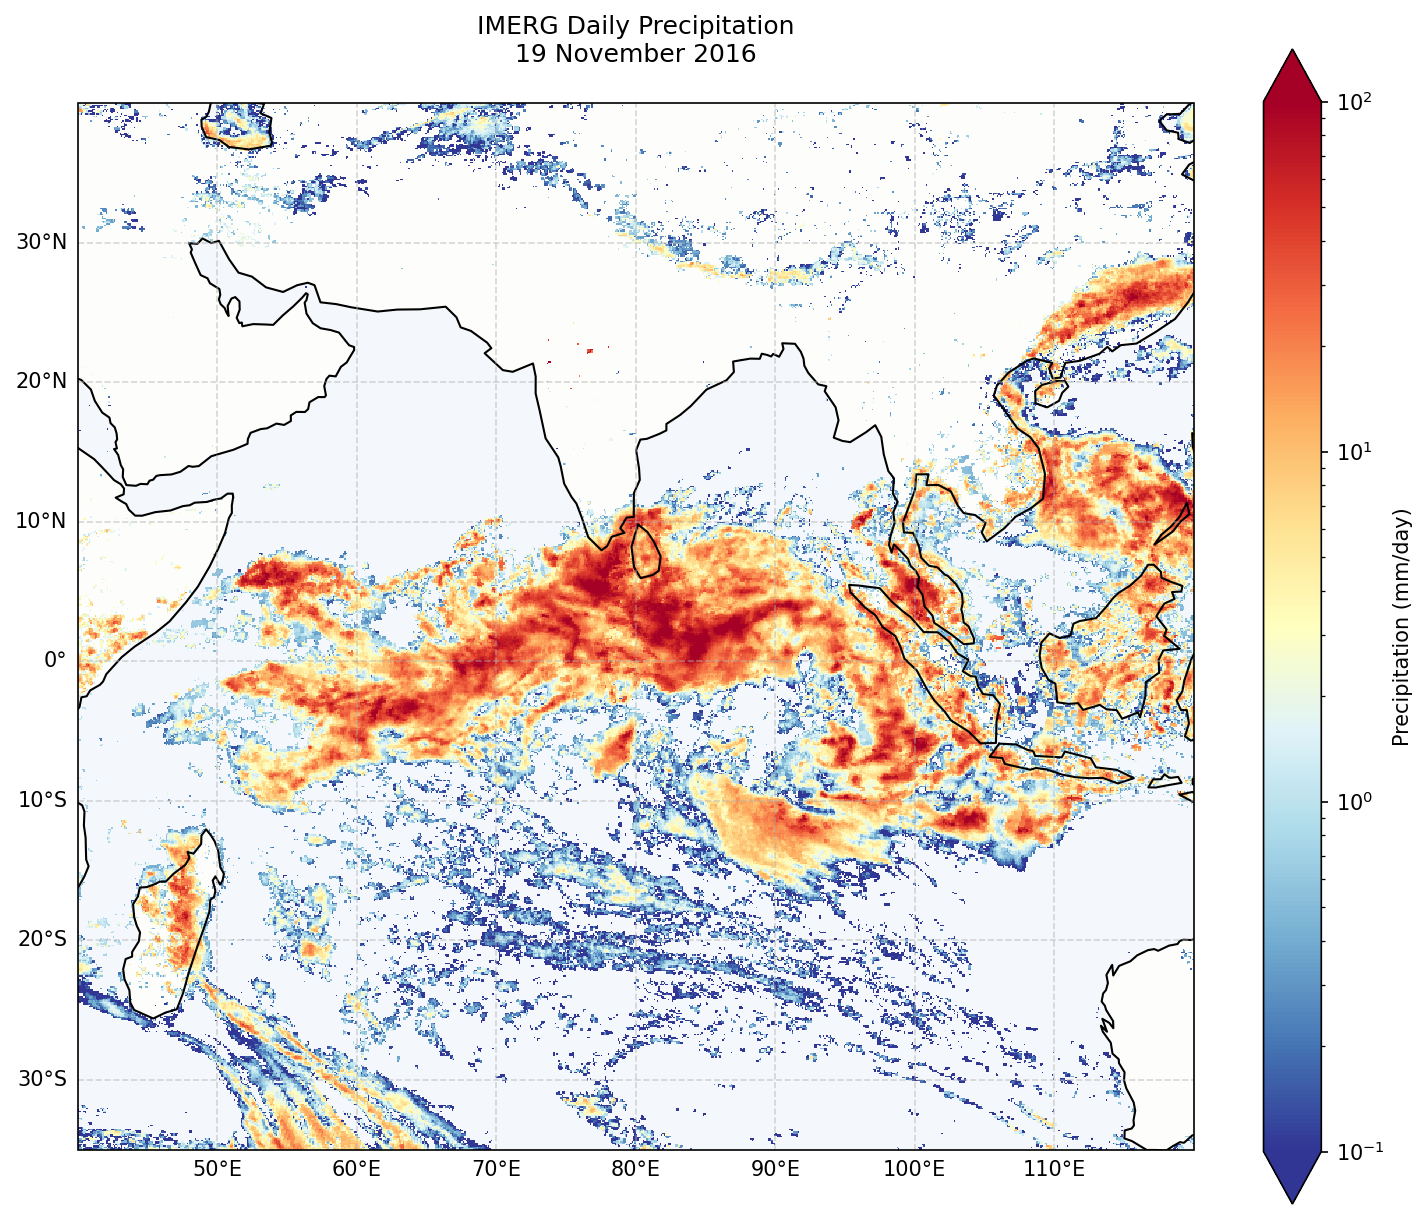 IMERG Daily Precipitation
19 November 2016
30°N
20°N
10°N
0°
10°S
20°S
30°S
50°E 60°E 70°E 80°E 90°E 100°E 110°E
10²
10¹
10⁰
10⁻¹
Precipitation (mm/day)